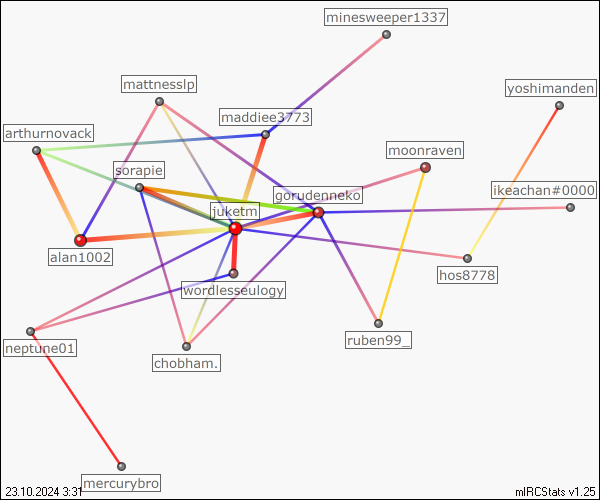 minesweeper1337
mattnesslp
yoshimanden
maddiee3773
arthurnovack
moonraven
sorapie
ikeachan#0000
gordenneko
juketm
alan1002
hos8778
wordlesseulogy
ruben99_
neptune01
chobham.
mercurybro
23.10.2024 3:31
mIRCStats v1.25